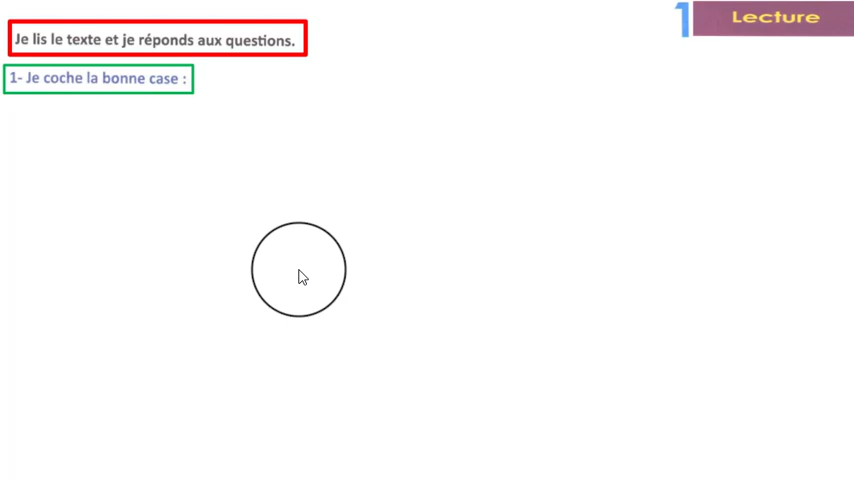 1 Lecture
Je lis le texte et je réponds aux questions.
1- Je coche la bonne case :